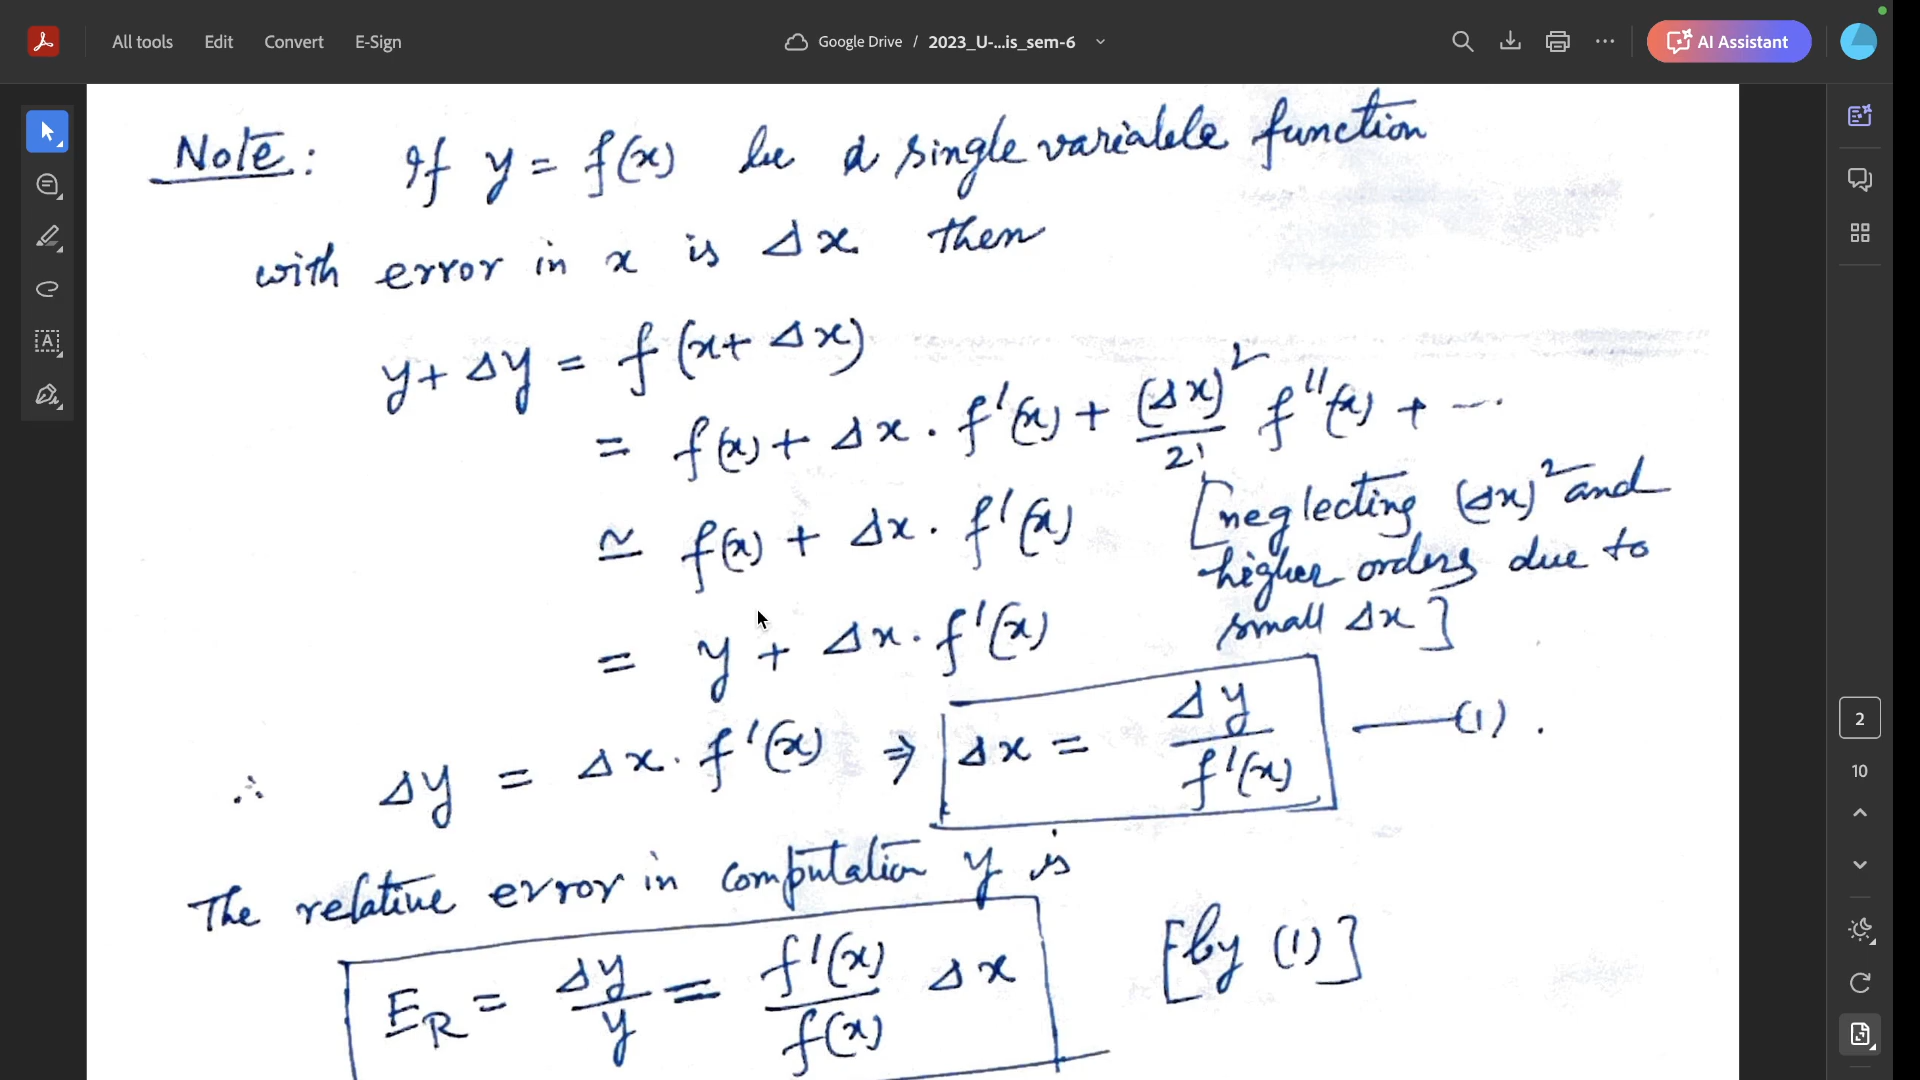 All tools Edit Convert E-Sign Google Drive / 2023_U-...is_sem-6 AI Assistant
Note: If y = f(x) be a single variable function
with error in x is Δx then
y + Δy = f(x + Δx)
= f(x) + Δx · f'(x) + (Δx)²/2! f''(x) + ...
≃ f(x) + Δx · f'(x) [neglecting (Δx)² and
higher orders due to
small Δx]
= y + Δx · f'(x)
∴ Δy = Δx · f'(x) ⇒ Δx = Δy/f'(x) —(1).
The relative error in computation y is
E_R = Δy/y = f'(x)/f(x) Δx [by (1)]
2
10